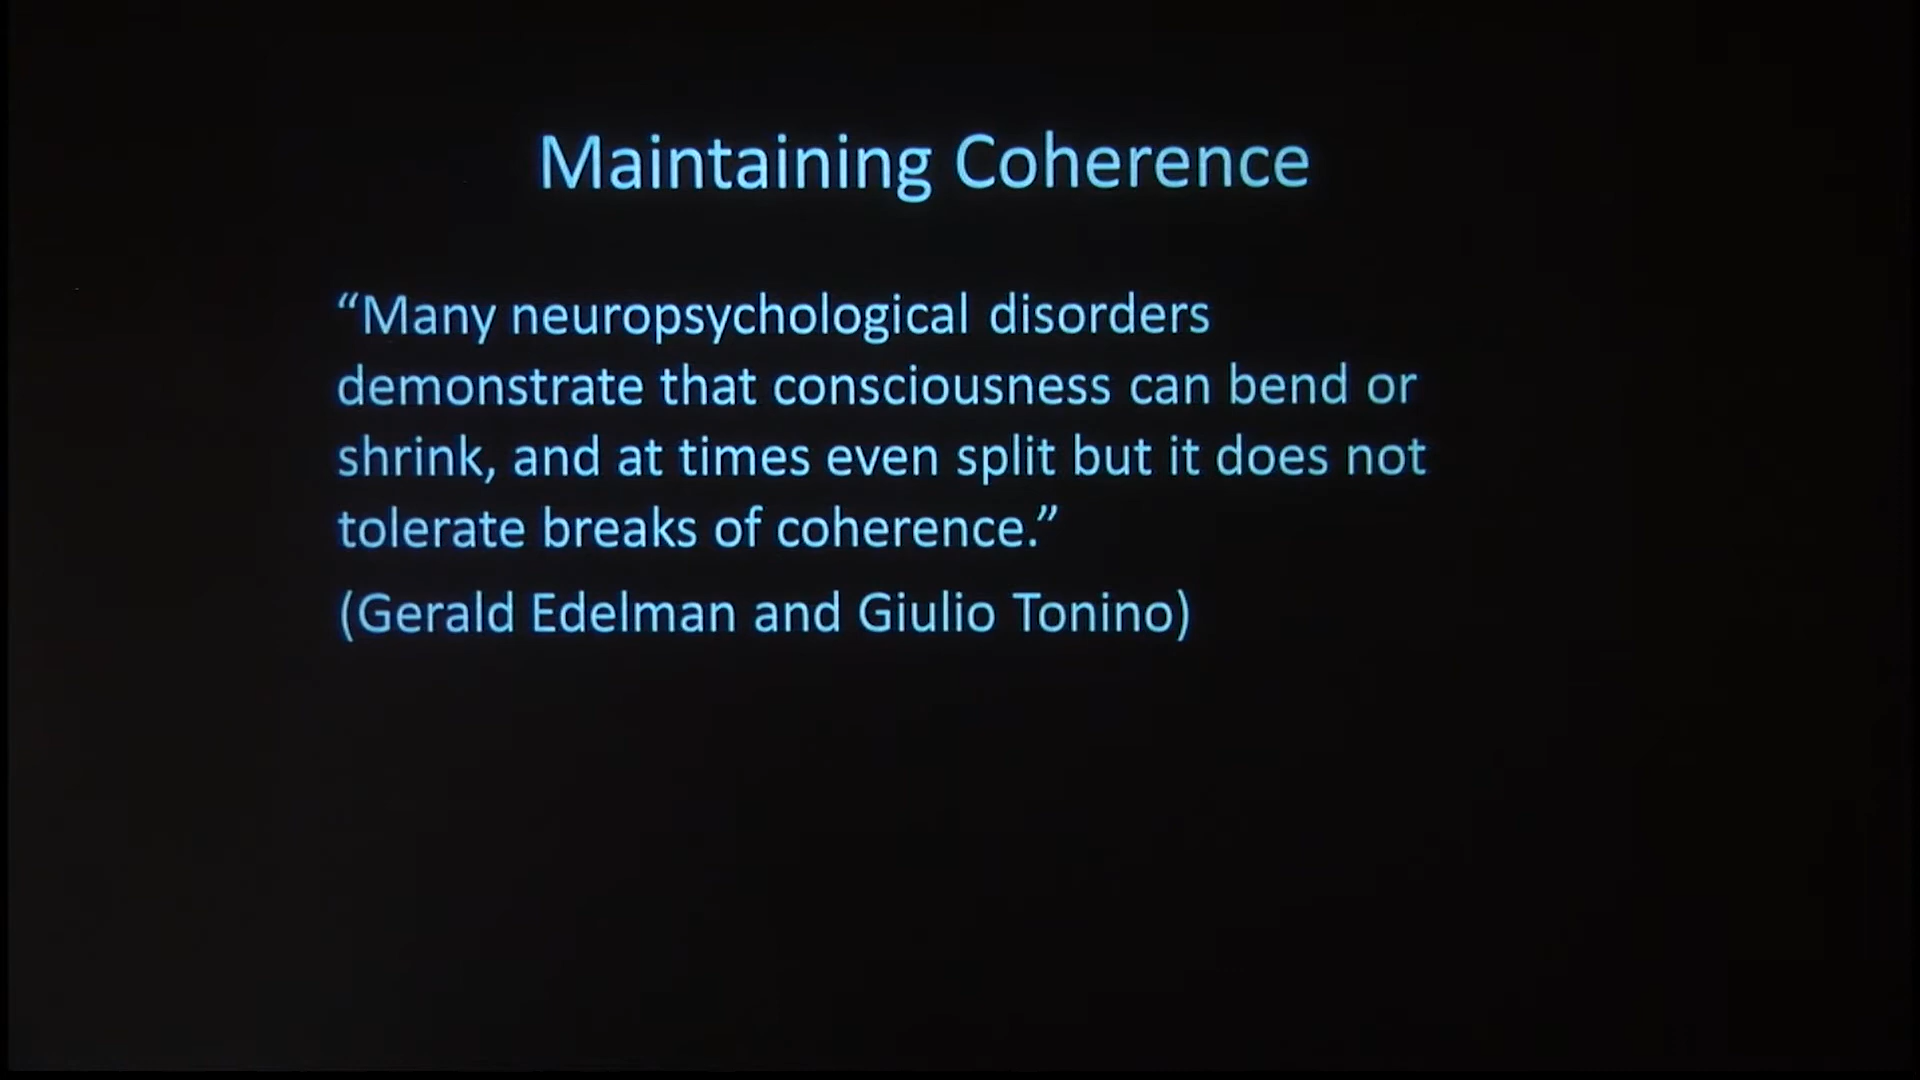 Maintaining Coherence
“Many neuropsychological disorders
demonstrate that consciousness can bend or
shrink, and at times even split but it does not
tolerate breaks of coherence.”
(Gerald Edelman and Giulio Tonino)